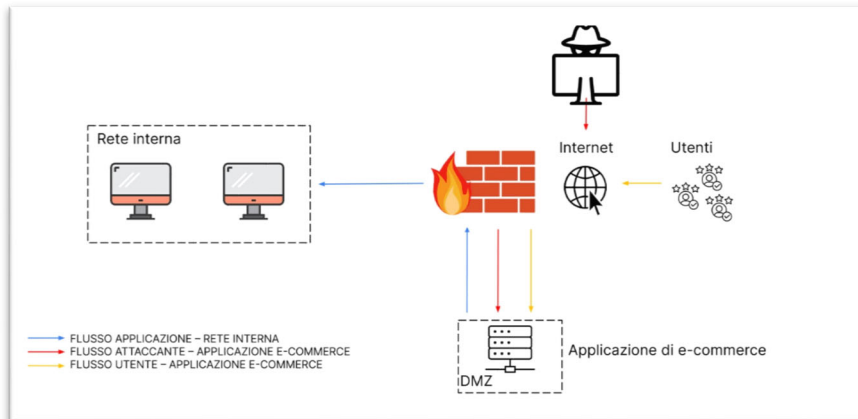 Internet
Utenti
Rete interna
FLUSSO APPLICAZIONE – RETE INTERNA
FLUSSO ATTACCANTE – APPLICAZIONE E-COMMERCE
FLUSSO UTENTE – APPLICAZIONE E-COMMERCE
Applicazione di e-commerce
DMZ